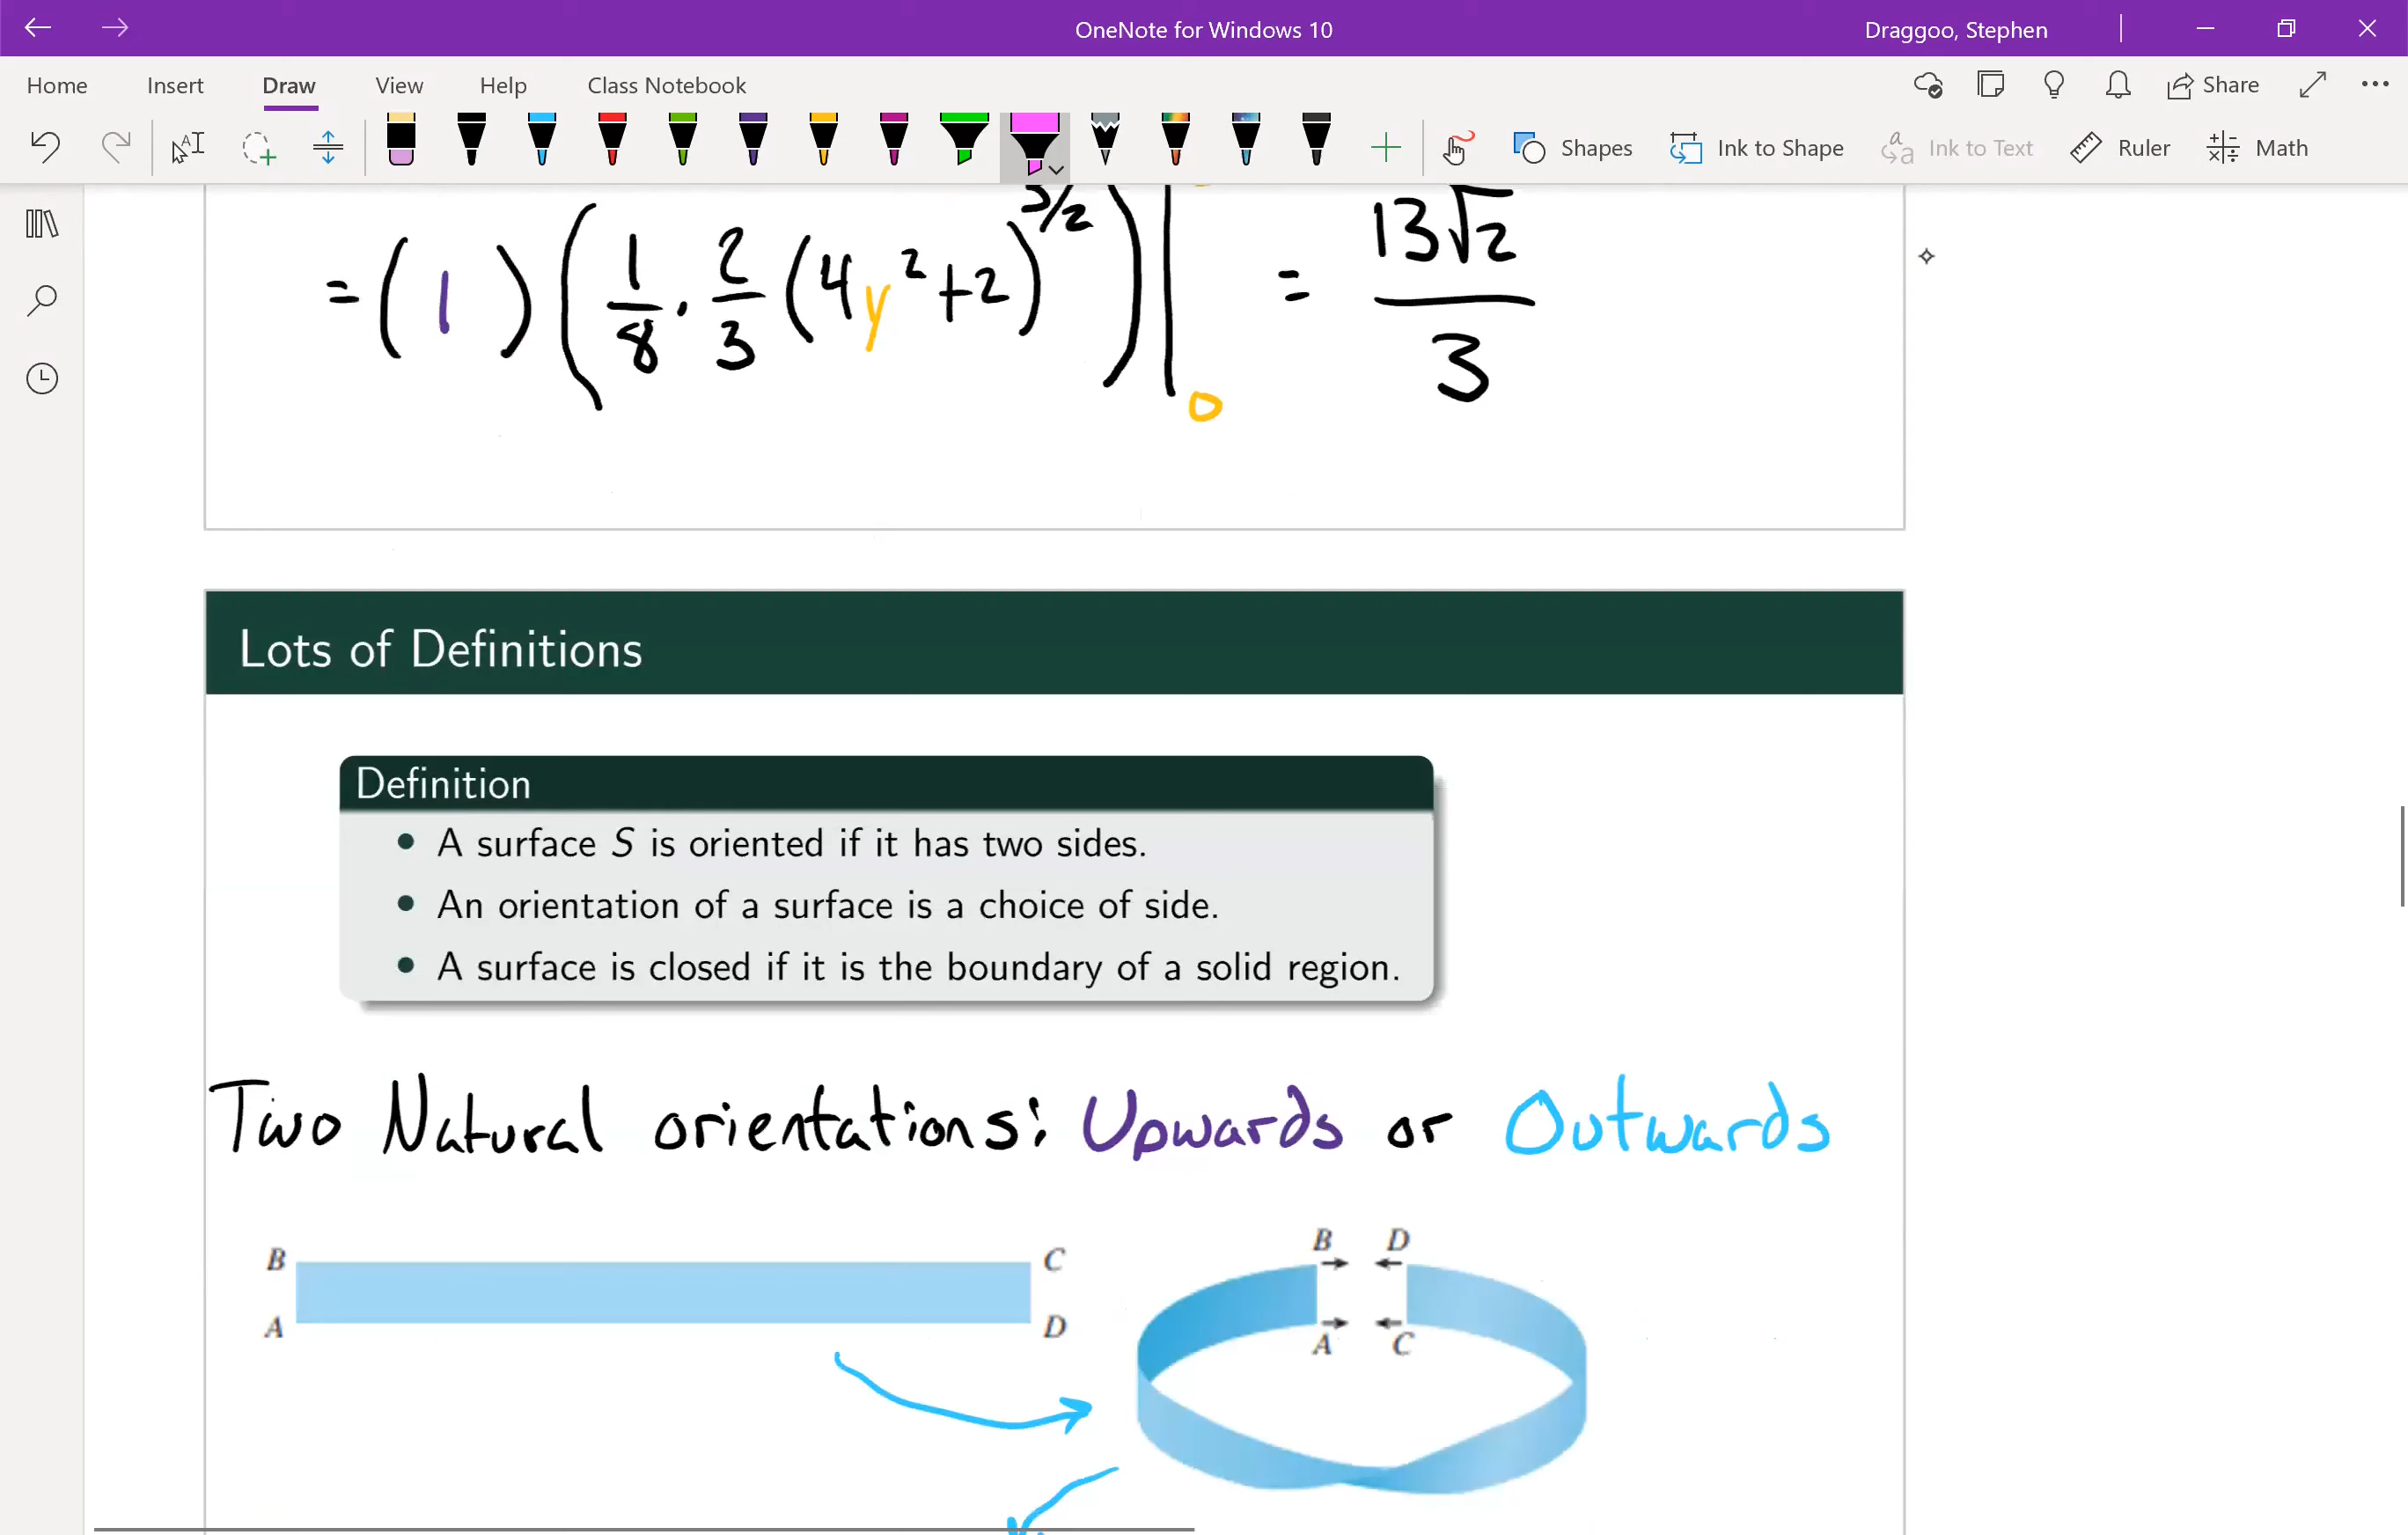 OneNote for Windows 10
Draggoo, Stephen
Home Insert Draw View Help Class Notebook Share
Shapes Ink to Shape Ink to Text Ruler Math
= (1)(1/8 · 2/3 (4y²+2)^3/2)|₀ = 13√2/3
Lots of Definitions
Definition
• A surface S is oriented if it has two sides.
• An orientation of a surface is a choice of side.
• A surface is closed if it is the boundary of a solid region.
Two Natural orientations: Upwards or Outwards
B C
A D
B D
A C